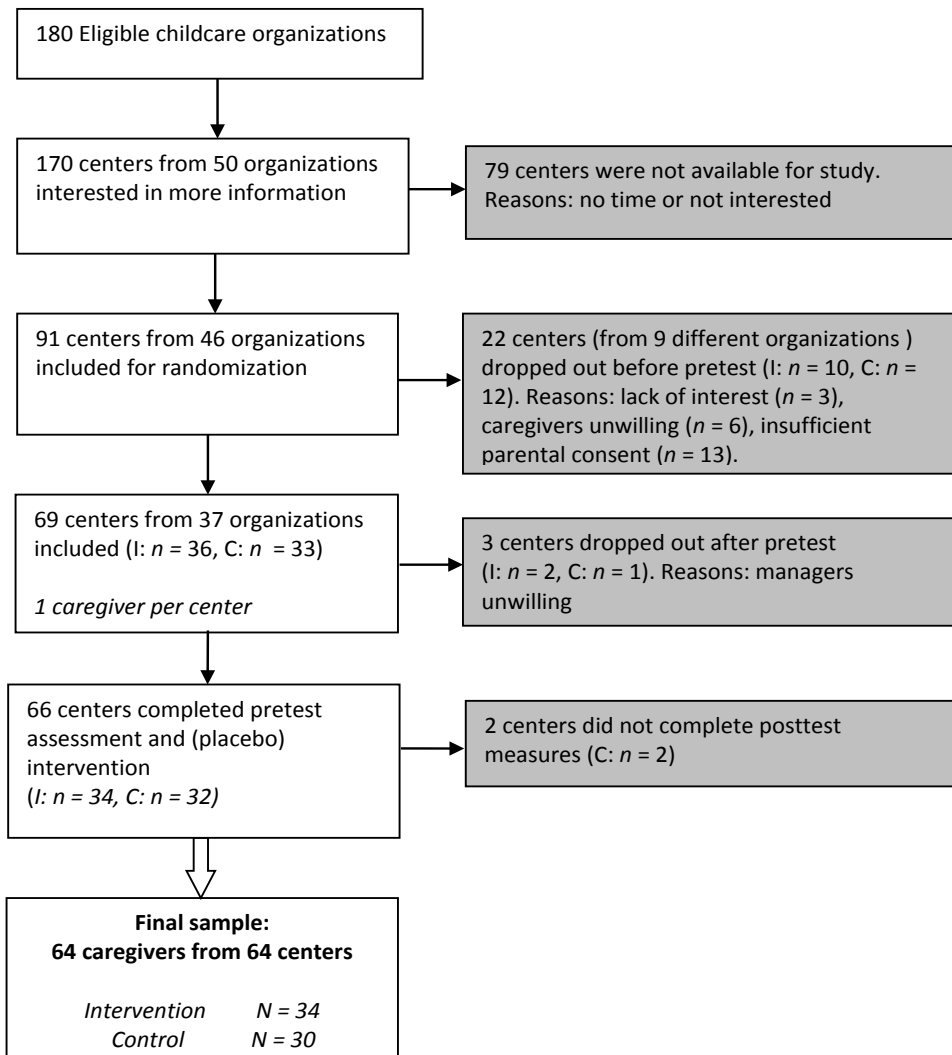 180 Eligible childcare organizations
170 centers from 50 organizations
interested in more information
79 centers were not available for study.
Reasons: no time or not interested
91 centers from 46 organizations
included for randomization
22 centers (from 9 different organizations )
dropped out before pretest (I: n = 10, C: n =
12). Reasons: lack of interest (n = 3),
caregivers unwilling (n = 6), insufficient
parental consent (n = 13).
69 centers from 37 organizations
included (I: n = 36, C: n = 33)
1 caregiver per center
3 centers dropped out after pretest
(I: n = 2, C: n = 1). Reasons: managers
unwilling
66 centers completed pretest
assessment and (placebo)
intervention
(I: n = 34, C: n = 32)
2 centers did not complete posttest
measures (C: n = 2)
Final sample:
64 caregivers from 64 centers
Intervention N = 34
Control N = 30